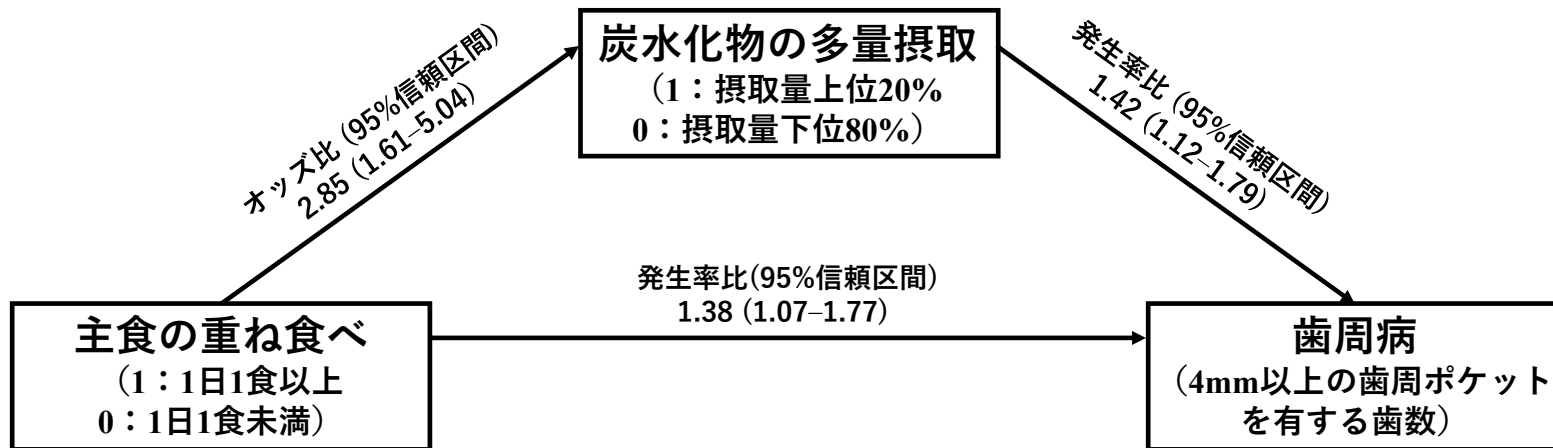 炭水化物の多量摂取
（1：摂取量上位20%
0：摂取量下位80%）
オッズ比 (95%信頼区間)
2.85 (1.61–5.04)
発生率比 (95%信頼区間)
1.42 (1.12–1.79)
発生率比(95%信頼区間)
1.38 (1.07–1.77)
主食の重ね食べ
（1：1日1食以上
0：1日1食未満）
歯周病
（4mm以上の歯周ポケット
を有する歯数）